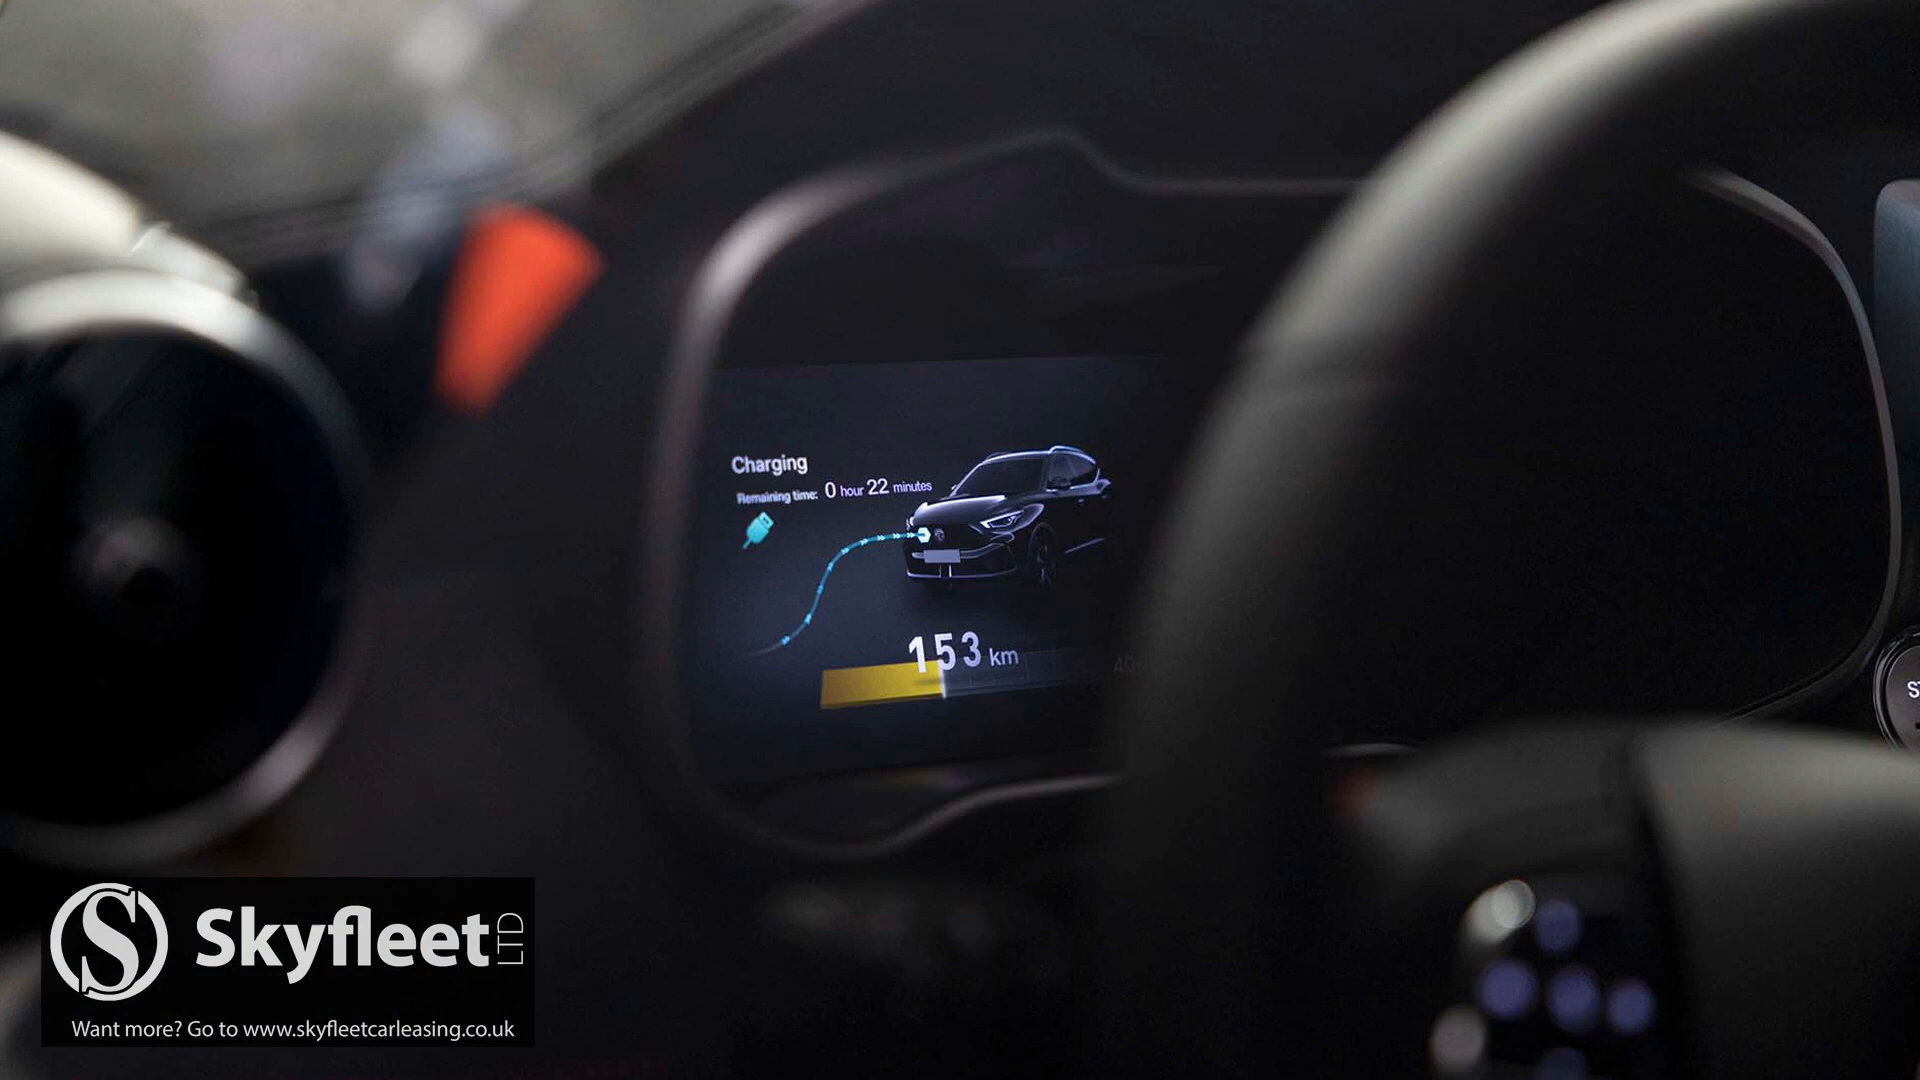 Charging
Remaining time: 0 hour 22 minutes
153 km
Skyfleet LTD
Want more? Go to www.skyfleetcarleasing.co.uk